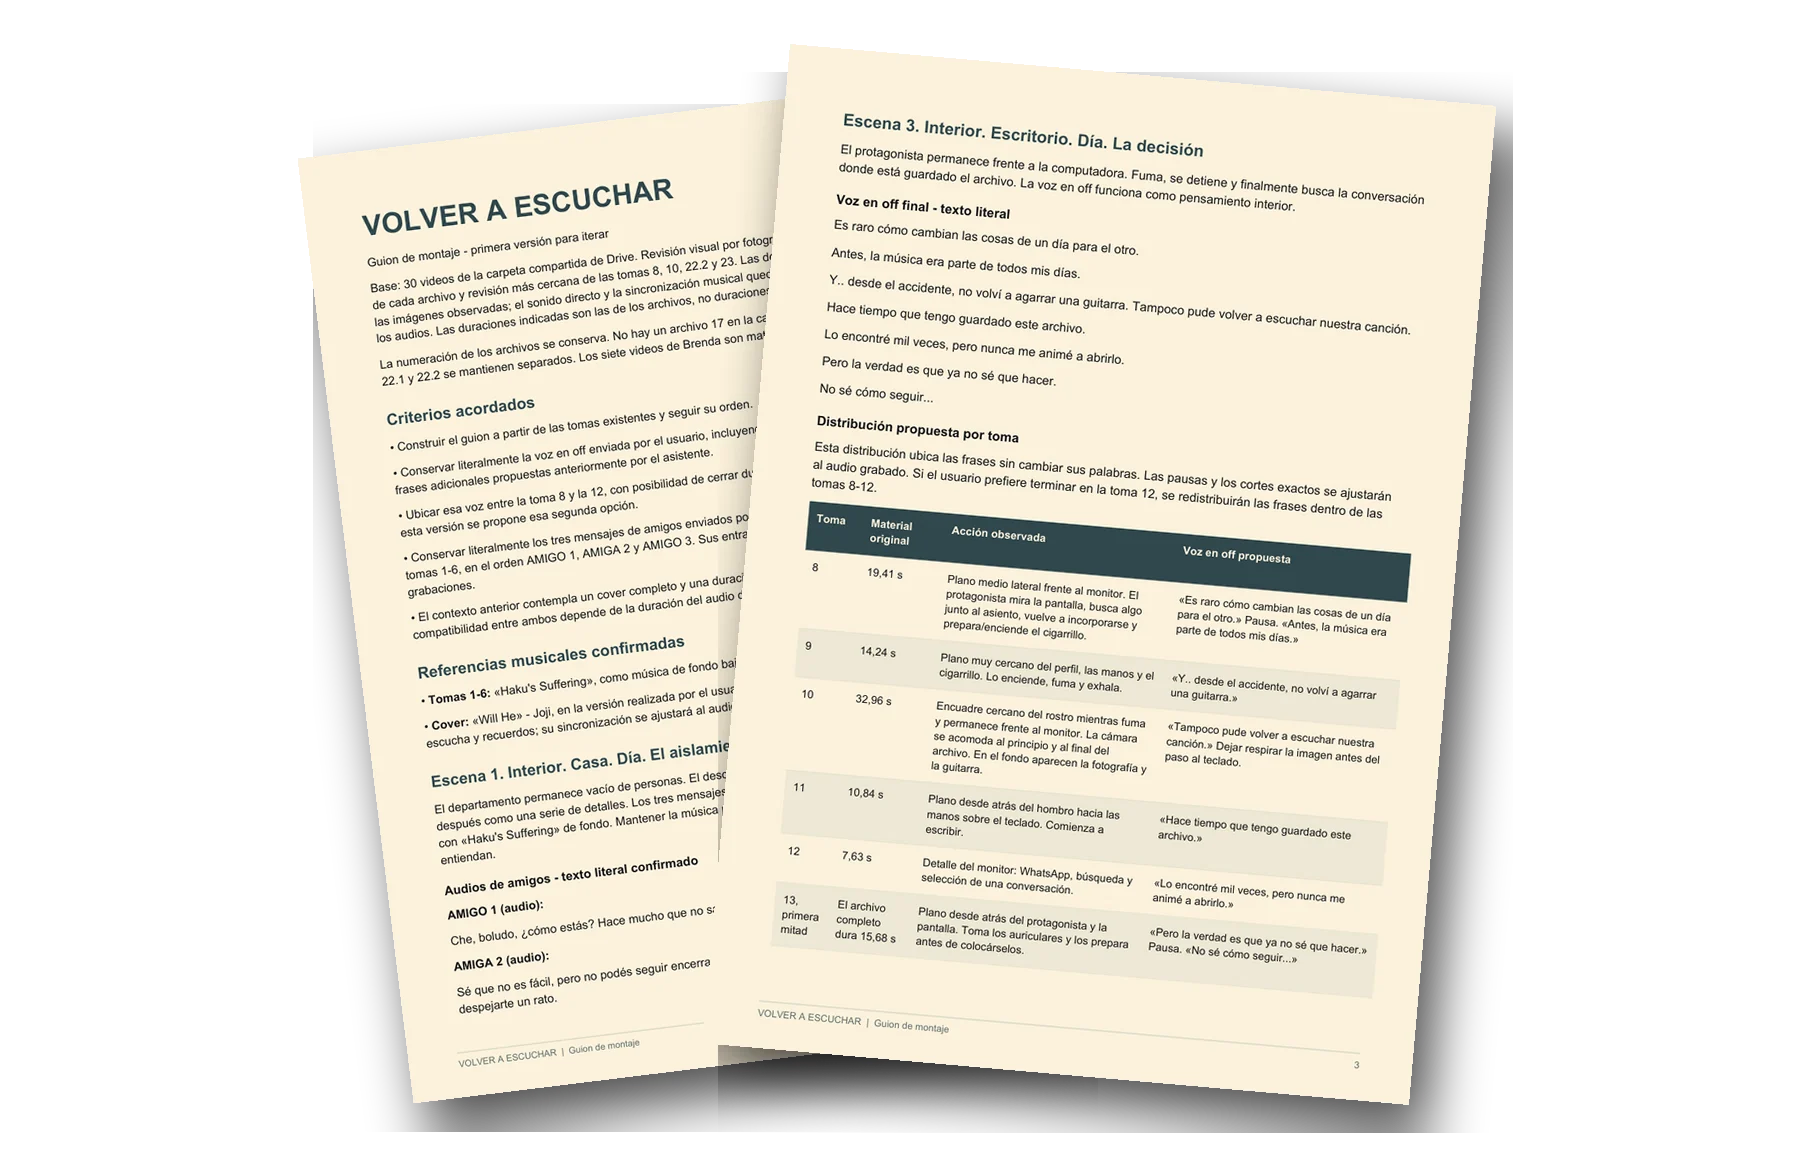 VOLVER A ESCUCHAR
Guion de montaje - primera versión para iterar
Base: 30 videos de la carpeta compartida de Drive. Revisión visual por
de cada archivo y revisión más cercana de las tomas 8, 10, 22.2 y 23. Las
las imágenes observadas; el sonido directo y la sincronización musical
los audios. Las duraciones indicadas son las de los archivos, no duraciones
La numeración de los archivos se conserva. No hay un archivo 17 en la
22.1 y 22.2 se mantienen separados. Los siete videos de Brenda son
Criterios acordados
• Construir el guion a partir de las tomas existentes y seguir su orden.
• Conservar literalmente la voz en off enviada por el usuario,
frases adicionales propuestas anteriormente por el asistente.
• Ubicar esa voz entre la toma 8 y la 12, con posibilidad de cerrar
esta versión se propone esa segunda opción.
• Conservar literalmente los tres mensajes de amigos enviados
tomas 1-6, en el orden AMIGO 1, AMIGA 2 y AMIGO 3. Sus
grabaciones.
• El contexto anterior contempla un cover completo y una
compatibilidad entre ambos depende de la duración del audio
Referencias musicales confirmadas
• Tomas 1-6: «Haku's Suffering», como música de fondo
• Cover: «Will He» - Joji, en la versión realizada por el
escucha y recuerdos; su sincronización se ajustará al
Escena 1. Interior. Casa. Día. El
El departamento permanece vacío de personas. El
después como una serie de detalles. Los tres mensajes
con «Haku's Suffering» de fondo. Mantener la música
entiendan.
Audios de amigos - texto literal confirmado
AMIGO 1 (audio):
Che, boludo, ¿cómo estás? Hace mucho que no
AMIGA 2 (audio):
Sé que no es fácil, pero no podés seguir
despejarte un rato.
VOLVER A ESCUCHAR | Guion de montaje
Escena 3. Interior. Escritorio. Día. La decisión
El protagonista permanece frente a la computadora. Fuma, se detiene y finalmente busca la conversación
donde está guardado el archivo. La voz en off funciona como pensamiento interior.
Voz en off final - texto literal
Es raro cómo cambian las cosas de un día para el otro.
Antes, la música era parte de todos mis días.
Y.. desde el accidente, no volví a agarrar una guitarra. Tampoco pude volver a escuchar nuestra canción.
Hace tiempo que tengo guardado este archivo.
Lo encontré mil veces, pero nunca me animé a abrirlo.
Pero la verdad es que ya no sé que hacer.
No sé cómo seguir...
Distribución propuesta por toma
Esta distribución ubica las frases sin cambiar sus palabras. Las pausas y los cortes exactos se ajustarán
al audio grabado. Si el usuario prefiere terminar en la toma 12, se redistribuirán las frases dentro de las
tomas 8-12.
Toma
Material
original
Acción observada
Voz en off propuesta
8
19,41 s
Plano medio lateral frente al monitor. El
protagonista mira la pantalla, busca algo
junto al asiento, vuelve a incorporarse y
prepara/enciende el cigarrillo.
«Es raro cómo cambian las cosas de un día
para el otro.» Pausa. «Antes, la música era
parte de todos mis días.»
9
14,24 s
Plano muy cercano del perfil, las manos y el
cigarrillo. Lo enciende, fuma y exhala.
«Y.. desde el accidente, no volví a agarrar
una guitarra.»
10
32,96 s
Encuadre cercano del rostro mientras fuma
y permanece frente al monitor. La cámara
se acomoda al principio y al final del
archivo. En el fondo aparecen la fotografía y
la guitarra.
«Tampoco pude volver a escuchar nuestra
canción.» Dejar respirar la imagen antes del
paso al teclado.
11
10,84 s
Plano desde atrás del hombro hacia las
manos sobre el teclado. Comienza a
escribir.
«Hace tiempo que tengo guardado este
archivo.»
12
7,63 s
Detalle del monitor: WhatsApp, búsqueda y
selección de una conversación.
«Lo encontré mil veces, pero nunca me
animé a abrirlo.»
13,
primera
mitad
El archivo
completo
dura 15,68 s
Plano desde atrás del protagonista y la
pantalla. Toma los auriculares y los prepara
antes de colocárselos.
«Pero la verdad es que ya no sé que hacer.»
Pausa. «No sé cómo seguir...»
VOLVER A ESCUCHAR | Guion de montaje
3